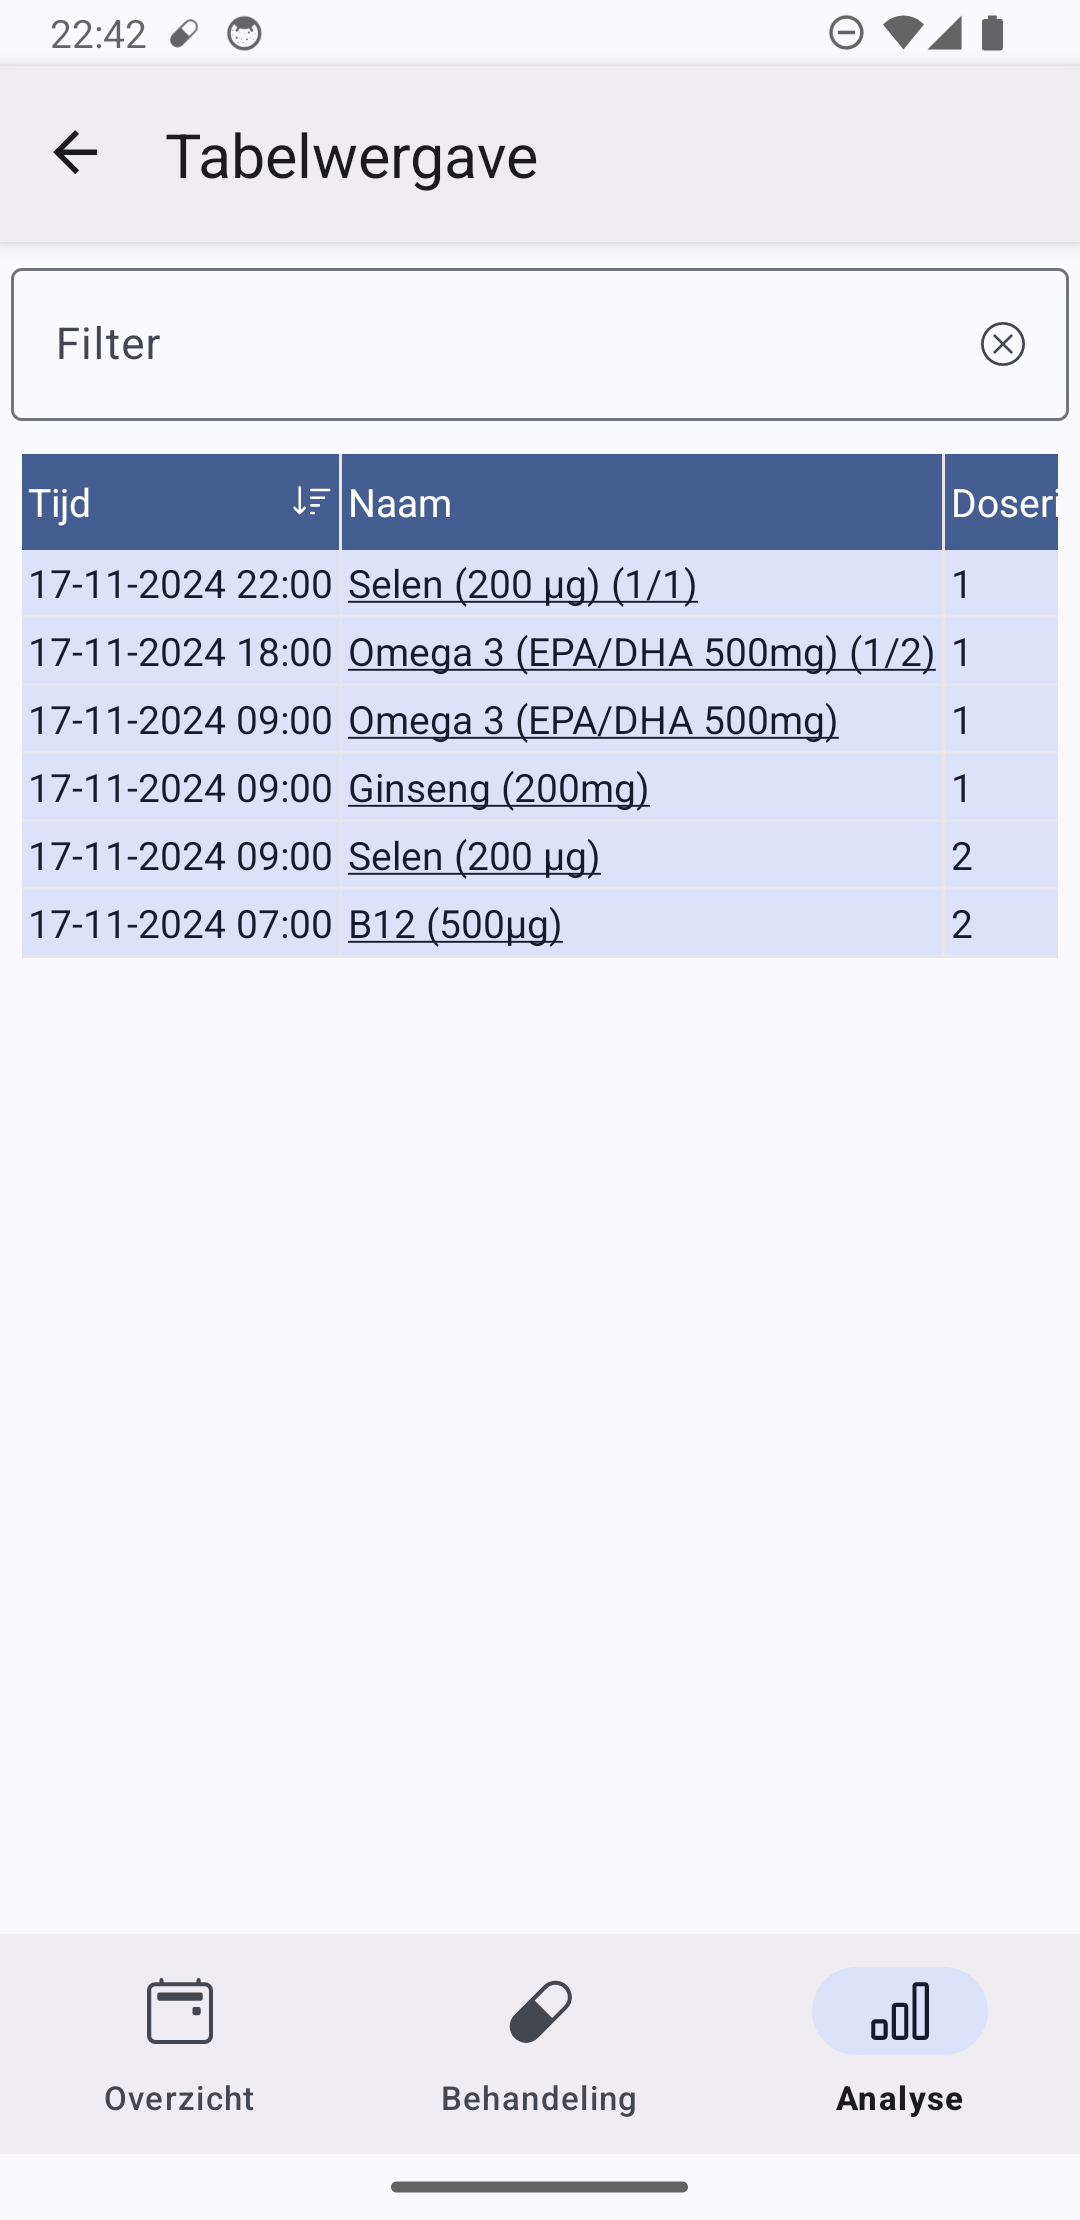 22:42
Tabelwergave
Filter
Tijd Naam Doseri
17-11-2024 22:00 Selen (200 µg) (1/1) 1
17-11-2024 18:00 Omega 3 (EPA/DHA 500mg) (1/2) 1
17-11-2024 09:00 Omega 3 (EPA/DHA 500mg) 1
17-11-2024 09:00 Ginseng (200mg) 1
17-11-2024 09:00 Selen (200 µg) 2
17-11-2024 07:00 B12 (500µg) 2
Overzicht Behandeling Analyse